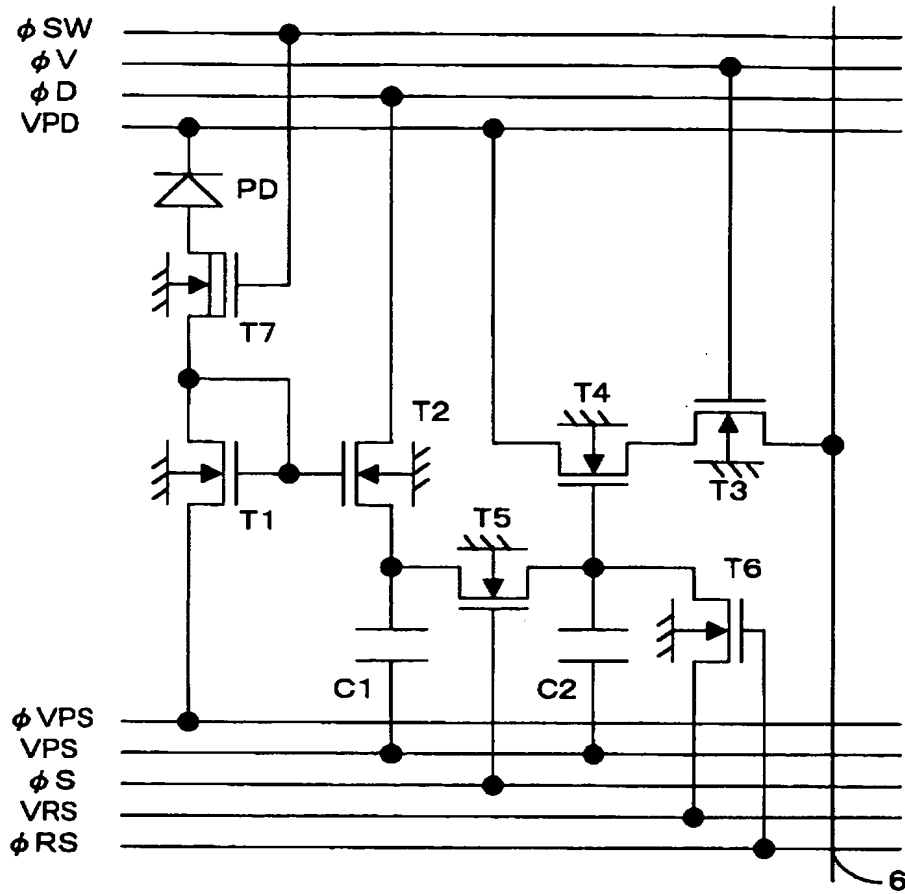 φSW
φV
φD
VPD
PD
T7
T4
T2
T3
T1
T5
T6
C1
C2
φVPS
VPS
φS
VRS
φRS
6